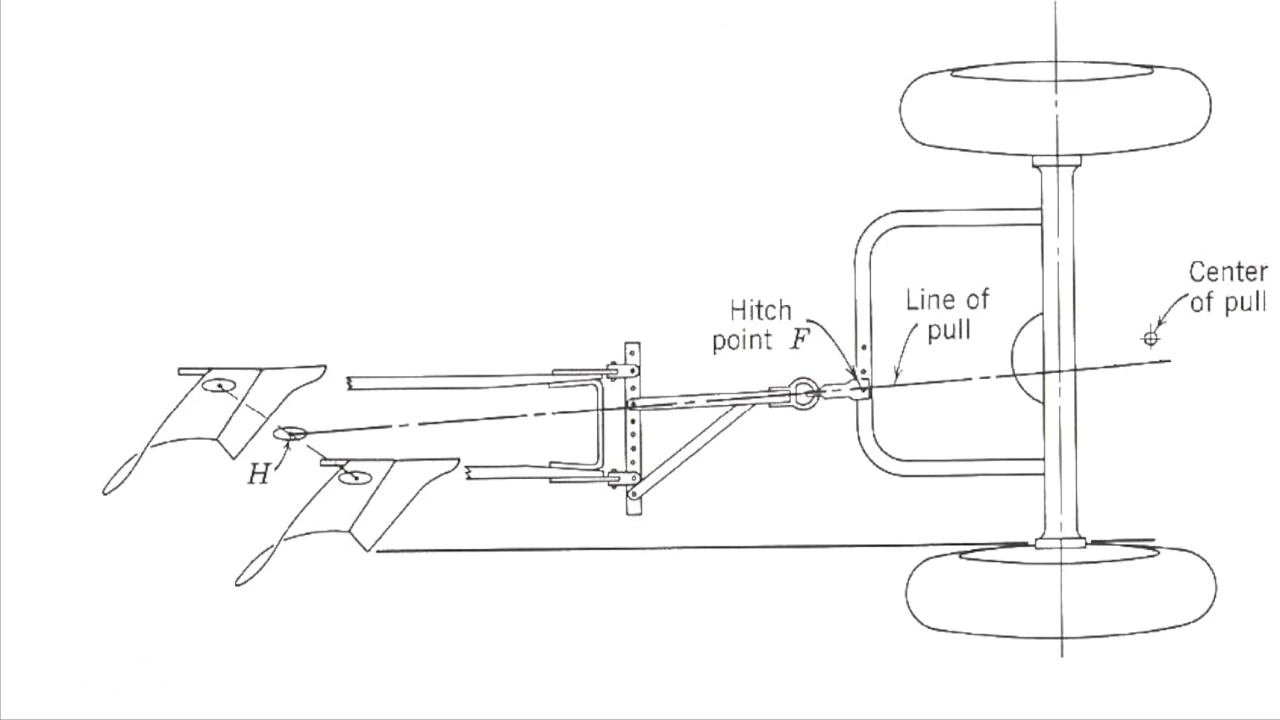 Center
of pull
Line of
pull
Hitch
point F
H